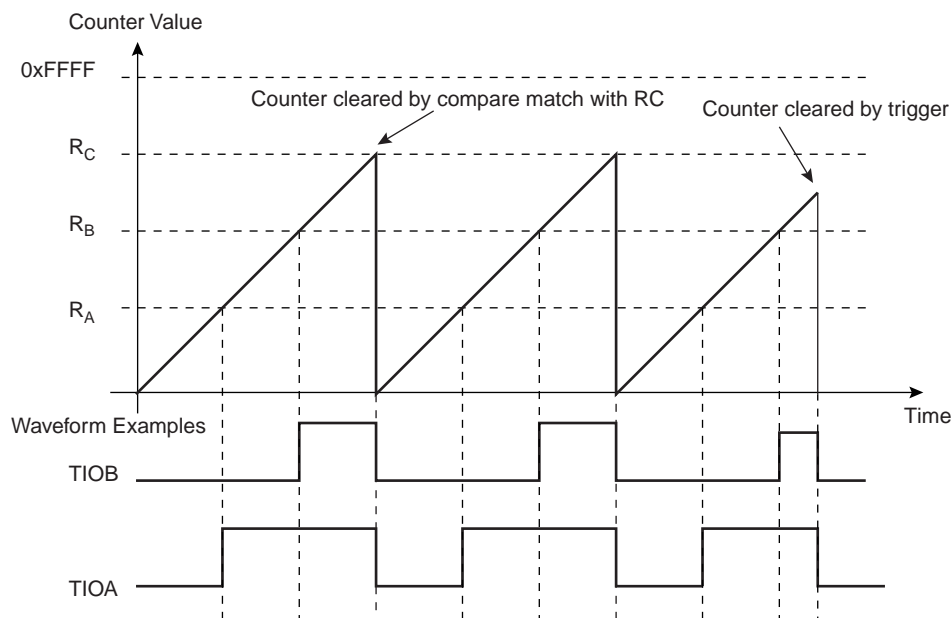 Counter Value
0xFFFF
Counter cleared by compare match with RC
Counter cleared by trigger
RC
RB
RA
Time
Waveform Examples
TIOB
TIOA